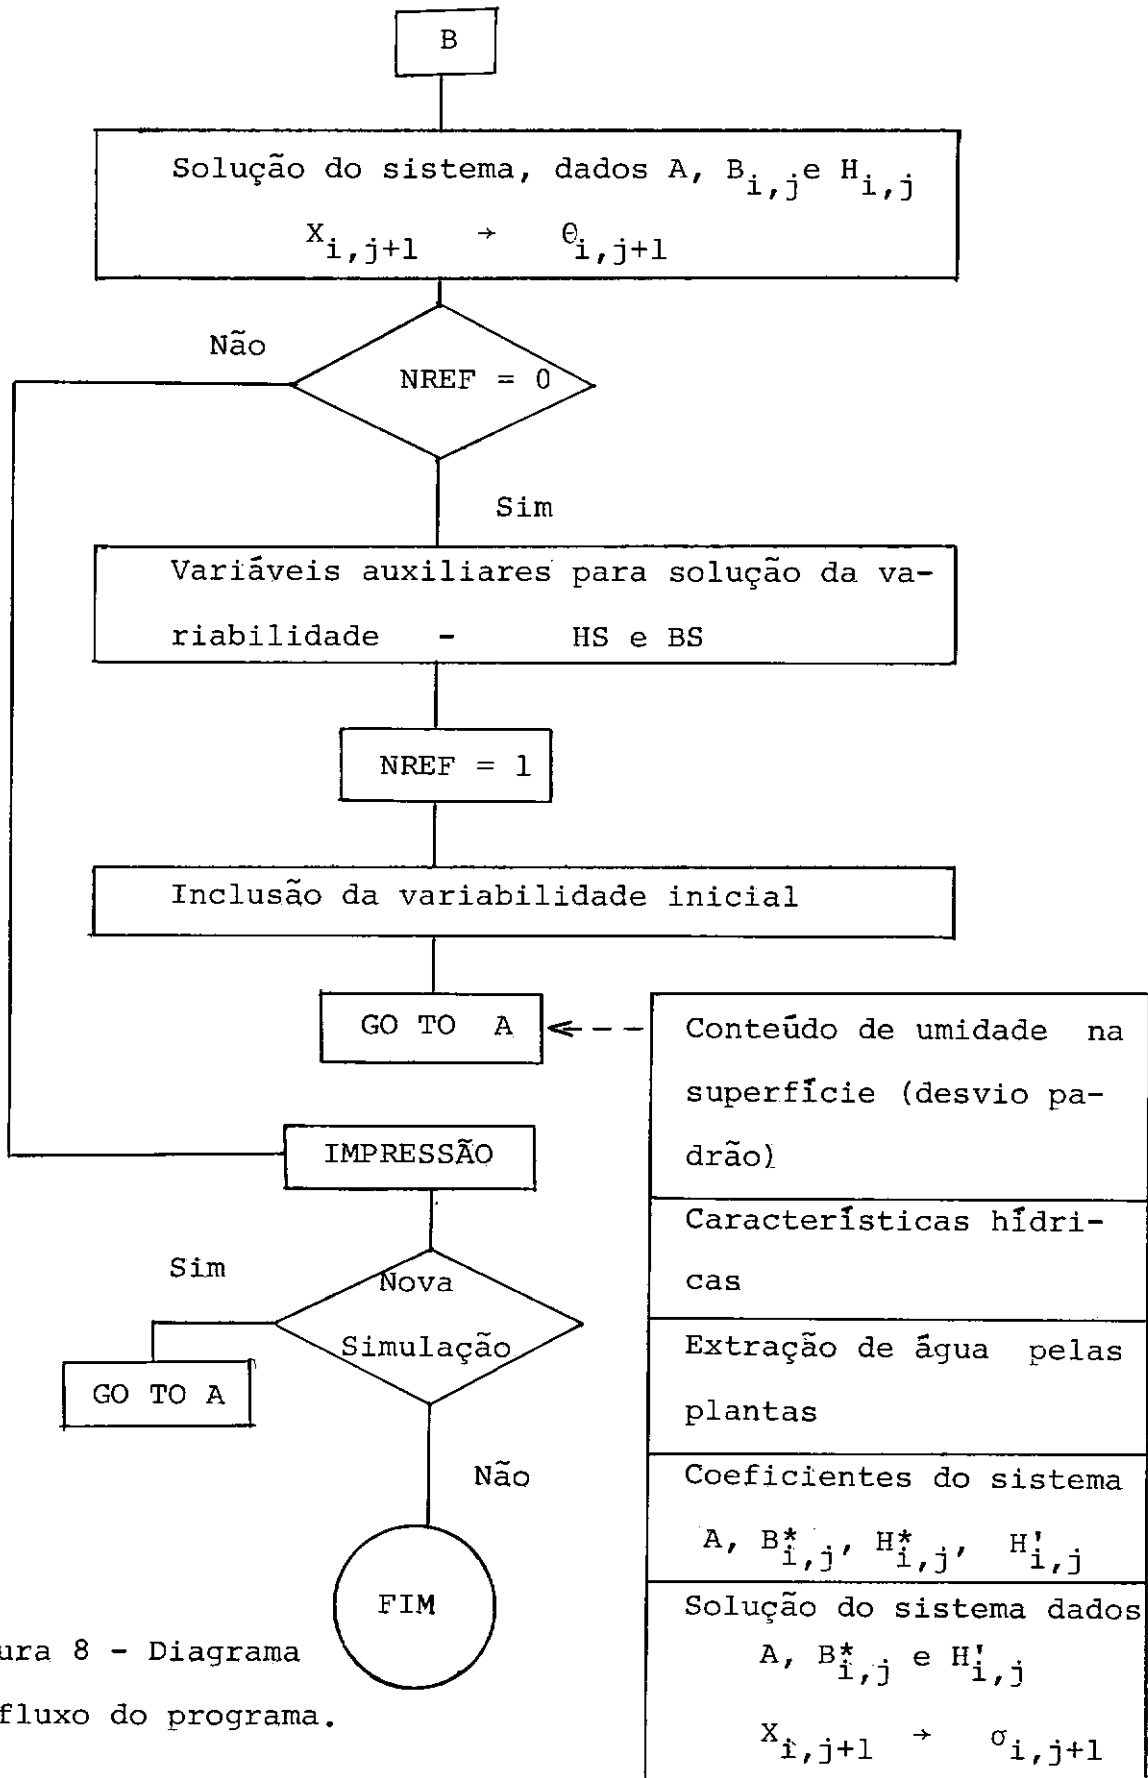 B
Solução do sistema, dados A, B_{i,j} e H_{i,j}
X_{i,j+1} → θ_{i,j+1}
Não
NREF = 0
Sim
Variáveis auxiliares para solução da va-
riabilidade - HS e BS
NREF = 1
Inclusão da variabilidade inicial
GO TO A
Conteúdo de umidade na
superfície (desvio pa-
drão)
IMPRESSÃO
Características hídri-
cas
Sim
Nova
Simulação
GO TO A
Extração de água pelas
plantas
Não
Coeficientes do sistema
A, B*_{i,j}, H*_{i,j}, H'_{i,j}
FIM
Solução do sistema dados
A, B*_{i,j} e H'_{i,j}
X_{i,j+1} → σ_{i,j+1}
ura 8 - Diagrama
fluxo do programa.